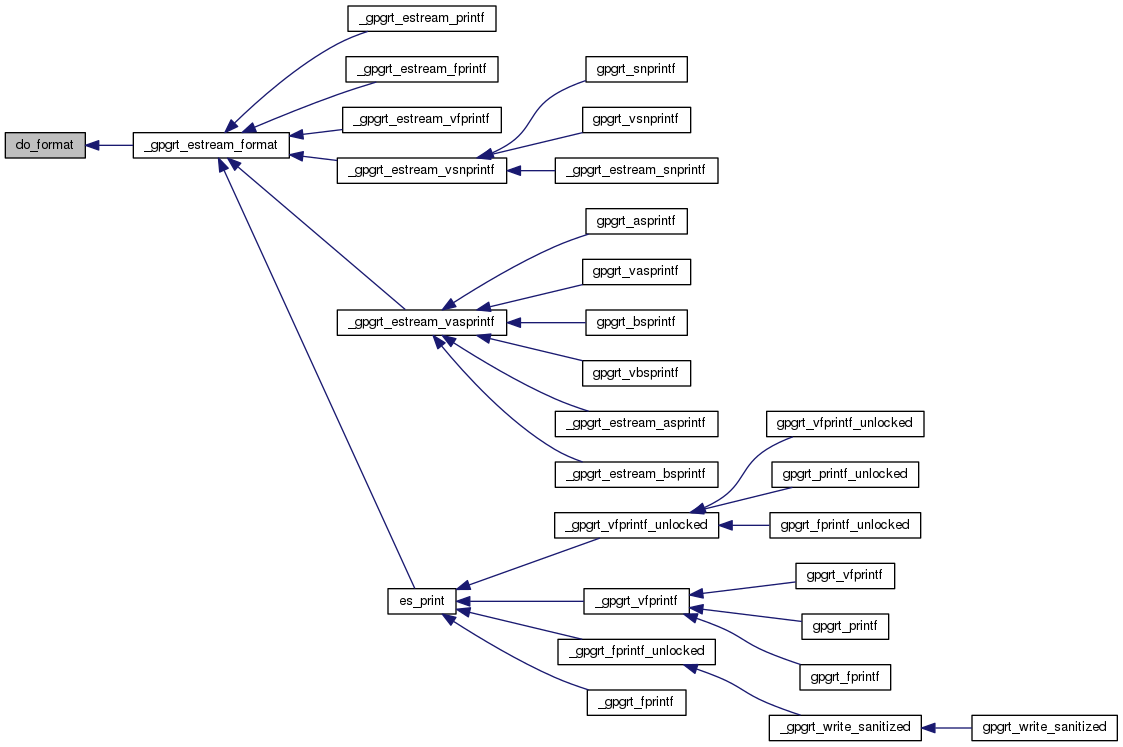 _gpgrt_estream_printf
_gpgrt_estream_fprintf
gpgrt_snprintf
_gpgrt_estream_vfprintf
gpgrt_vsnprintf
do_format
_gpgrt_estream_format
_gpgrt_estream_vsnprintf
_gpgrt_estream_snprintf
gpgrt_asprintf
gpgrt_vasprintf
_gpgrt_estream_vasprintf
gpgrt_bsprintf
gpgrt_vbsprintf
_gpgrt_estream_asprintf
gpgrt_vfprintf_unlocked
_gpgrt_estream_bsprintf
gpgrt_printf_unlocked
_gpgrt_vfprintf_unlocked
gpgrt_fprintf_unlocked
gpgrt_vfprintf
es_print
_gpgrt_vfprintf
gpgrt_printf
_gpgrt_fprintf_unlocked
gpgrt_fprintf
_gpgrt_fprintf
_gpgrt_write_sanitized
gpgrt_write_sanitized